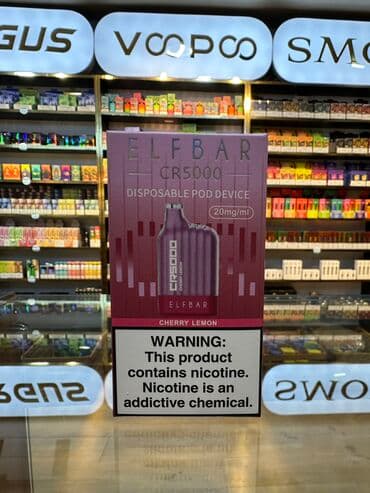 GUS
VOOPOO
SMO
ELFBAR
CR5000
DISPOSABLE POD DEVICE
20mg/ml
CR5000
ELFBAR
CHERRY LEMON
WARNING:
This product
contains nicotine.
Nicotine is an
addictive chemical.